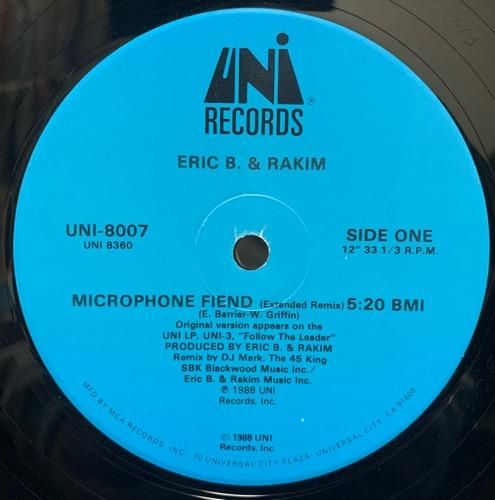 UNI®
RECORDS
ERIC B. & RAKIM
UNI-8007
UNI 8360
SIDE ONE
12" 33 1/3 R.P.M.
MICROPHONE FIEND (Extended Remix) 5:20 BMI
(E. Barrier-W. Griffin)
Original version appears on the
UNI LP, UNI-3, "Follow The Leader"
PRODUCED BY ERIC B. & RAKIM
Remix by DJ Mark, The 45 King
SBK Blackwood Music Inc./
Eric B. & Rakim Music Inc.
℗ 1988 UNI
Records, Inc.
© 1988 UNI
Records, Inc.
MFD BY MCA RECORDS, INC., 70 UNIVERSAL CITY PLAZA, UNIVERSAL CITY, CA 91608